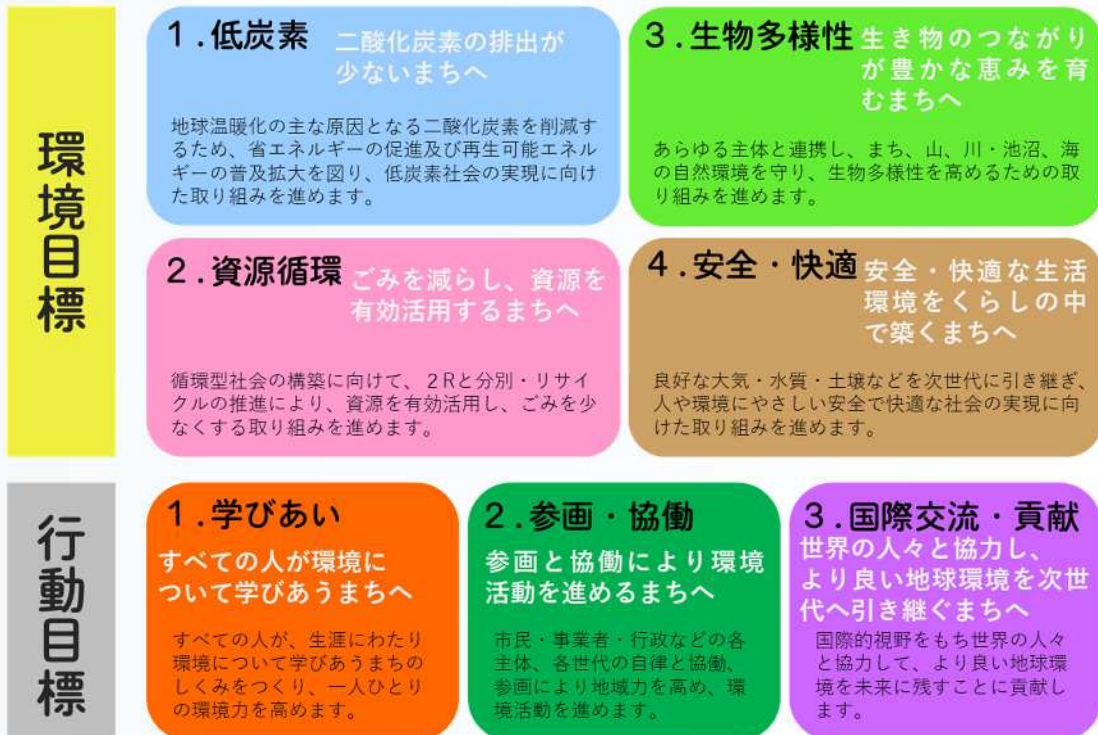 環境目標
1.低炭素
二酸化炭素の排出が
少ないまちへ
地球温暖化の主な原因となる二酸化炭素を削減す
るため、省エネルギーの促進及び再生可能エネル
ギーの普及拡大を図り、低炭素社会の実現に向け
た取り組みを進めます。
2.資源循環
ごみを減らし、資源を
有効活用するまちへ
循環型社会の構築に向けて、2Rと分別・リサイ
クルの推進により、資源を有効活用し、ごみを少
なくする取り組みを進めます。
3.生物多様性
生き物のつながり
が豊かな恵みを育
むまちへ
あらゆる主体と連携し、まち、山、川・池沼、海
の自然環境を守り、生物多様性を高めるための取
り組みを進めます。
4.安全・快適
安全・快適な生活
環境をくらしの中
で築くまちへ
良好な大気・水質・土壌などを次世代に引き継ぎ、
人や環境にやさしい安全で快適な社会の実現に向
けた取り組みを進めます。
行動目標
1.学びあい
すべての人が環境に
ついて学びあうまちへ
すべての人が、生涯にわたり
環境について学びあうまちの
しくみをつくり、一人ひとり
の環境力を高めます。
2.参画・協働
参画と協働により環境
活動を進めるまちへ
市民・事業者・行政などの各
主体、各世代の自律と協働、
参画により地域力を高め、環
境活動を進めます。
3.国際交流・貢献
世界の人々と協力し、
より良い地球環境を次世
代へ引き継ぐまちへ
国際的視野をもち世界の人々
と協力して、より良い地球環
境を未来に残すことに貢献し
ます。